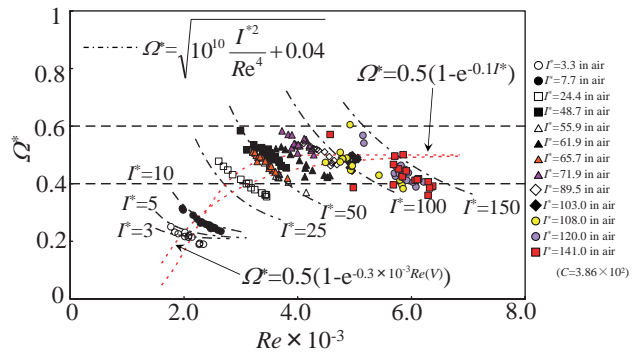 Ω*=√(10¹⁰ I*²/Re⁴ + 0.04)
Ω*=0.5(1-e^-0.1I*)
1
0.8
0.6
0.4
0.2
0
Ω*
I*=10
I*=5
I*=3
I*=25
I*=50
I*=100
I*=150
Ω*=0.5(1-e^-0.3×10⁻³Re(V))
2.0
4.0
6.0
8.0
Re×10⁻³
I*=3.3 in air
I*=7.7 in air
I*=24.4 in air
I*=48.7 in air
I*=55.9 in air
I*=61.9 in air
I*=65.7 in air
I*=71.9 in air
I*=89.5 in air
I*=103.0 in air
I*=108.0 in air
I*=120.0 in air
I*=141.0 in air
(C=3.86×10²)